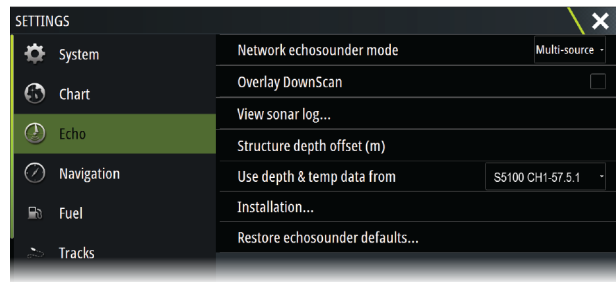 SETTINGS
System
Chart
Echo
Navigation
Fuel
Tracks
Network echosounder mode
Multi-source
Overlay DownScan
View sonar log...
Structure depth offset (m)
Use depth & temp data from
S5100 CH1-57.5.1
Installation...
Restore echosounder defaults...